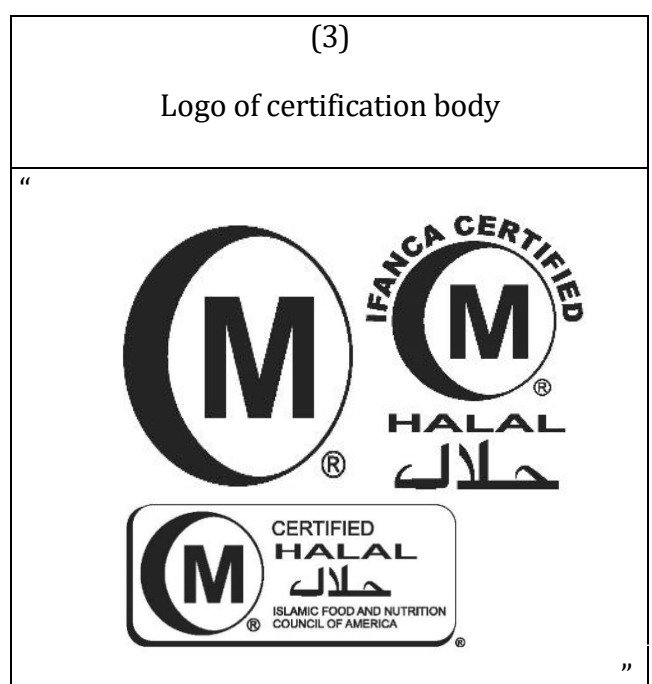 (3)
Logo of certification body
“
M
®
IFANCA CERTIFIED
M
®
HALAL
حلال
M
®
CERTIFIED
HALAL
حلال
ISLAMIC FOOD AND NUTRITION
COUNCIL OF AMERICA
®
”